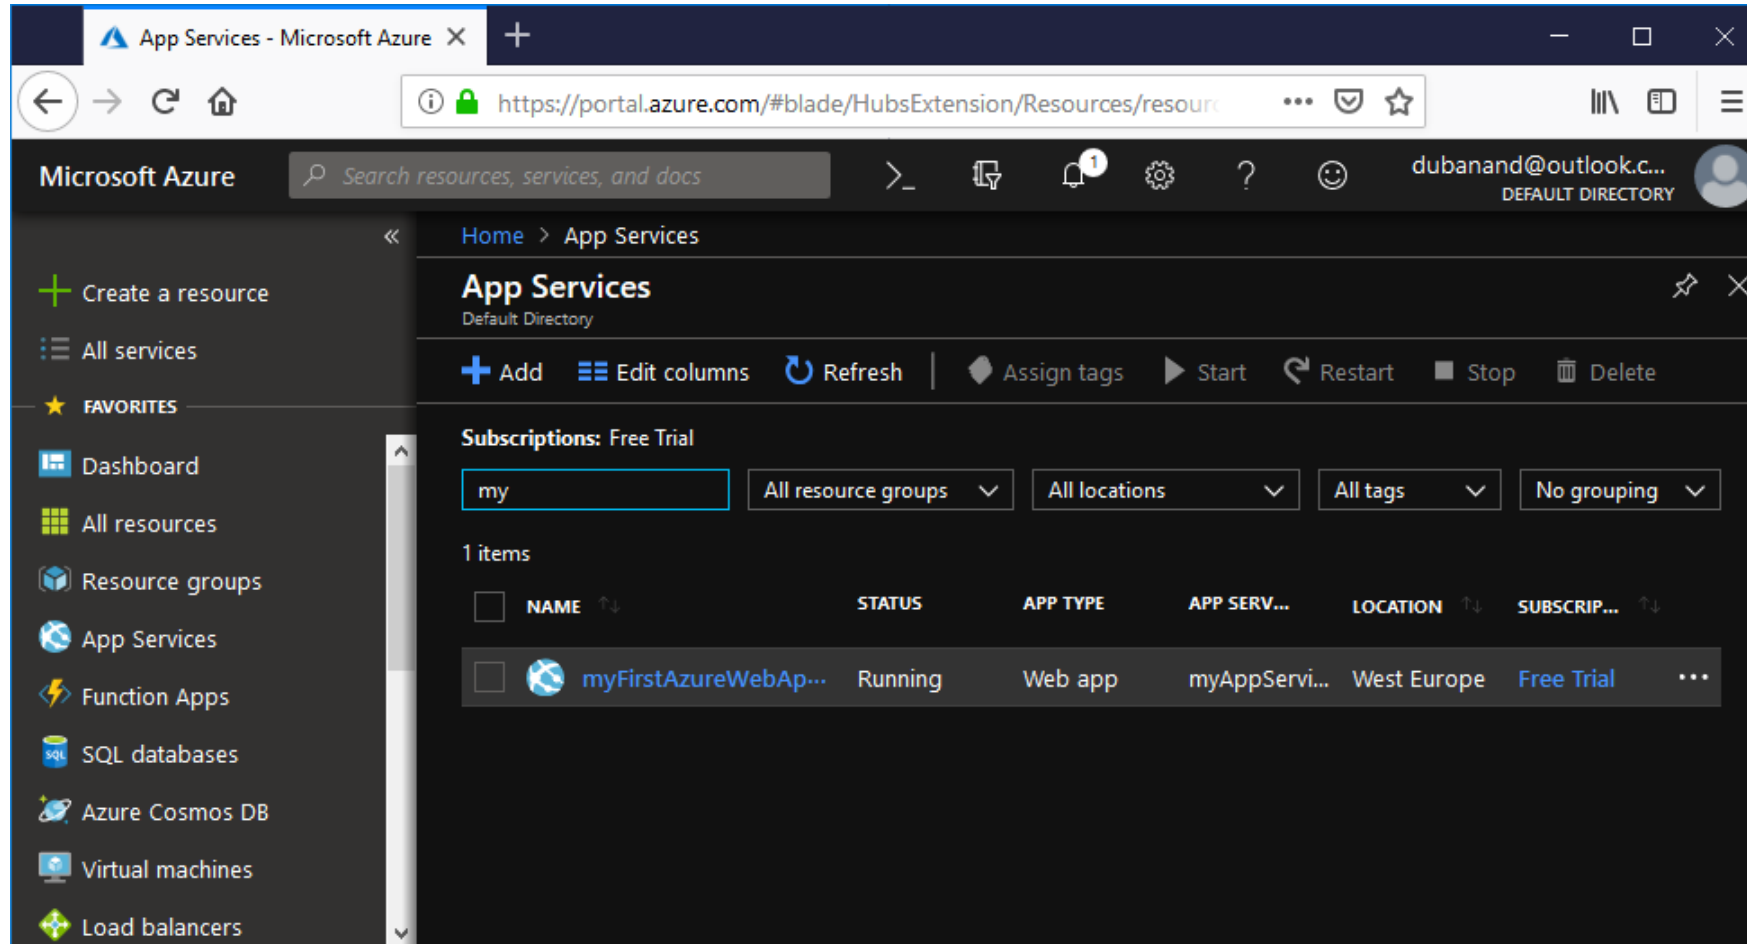 App Services - Microsoft Azure
https://portal.azure.com/#blade/HubsExtension/Resources/resourc
Microsoft Azure
Search resources, services, and docs
1
dubanand@outlook.c...
DEFAULT DIRECTORY
Home > App Services
Create a resource
All services
FAVORITES
Dashboard
All resources
Resource groups
App Services
Function Apps
SQL databases
Azure Cosmos DB
Virtual machines
Load balancers
App Services
Default Directory
Add Edit columns Refresh Assign tags Start Restart Stop Delete
Subscriptions: Free Trial
my All resource groups All locations All tags No grouping
1 items
NAME STATUS APP TYPE APP SERV... LOCATION SUBSCRIP...
myFirstAzureWebAp... Running Web app myAppServi... West Europe Free Trial ...